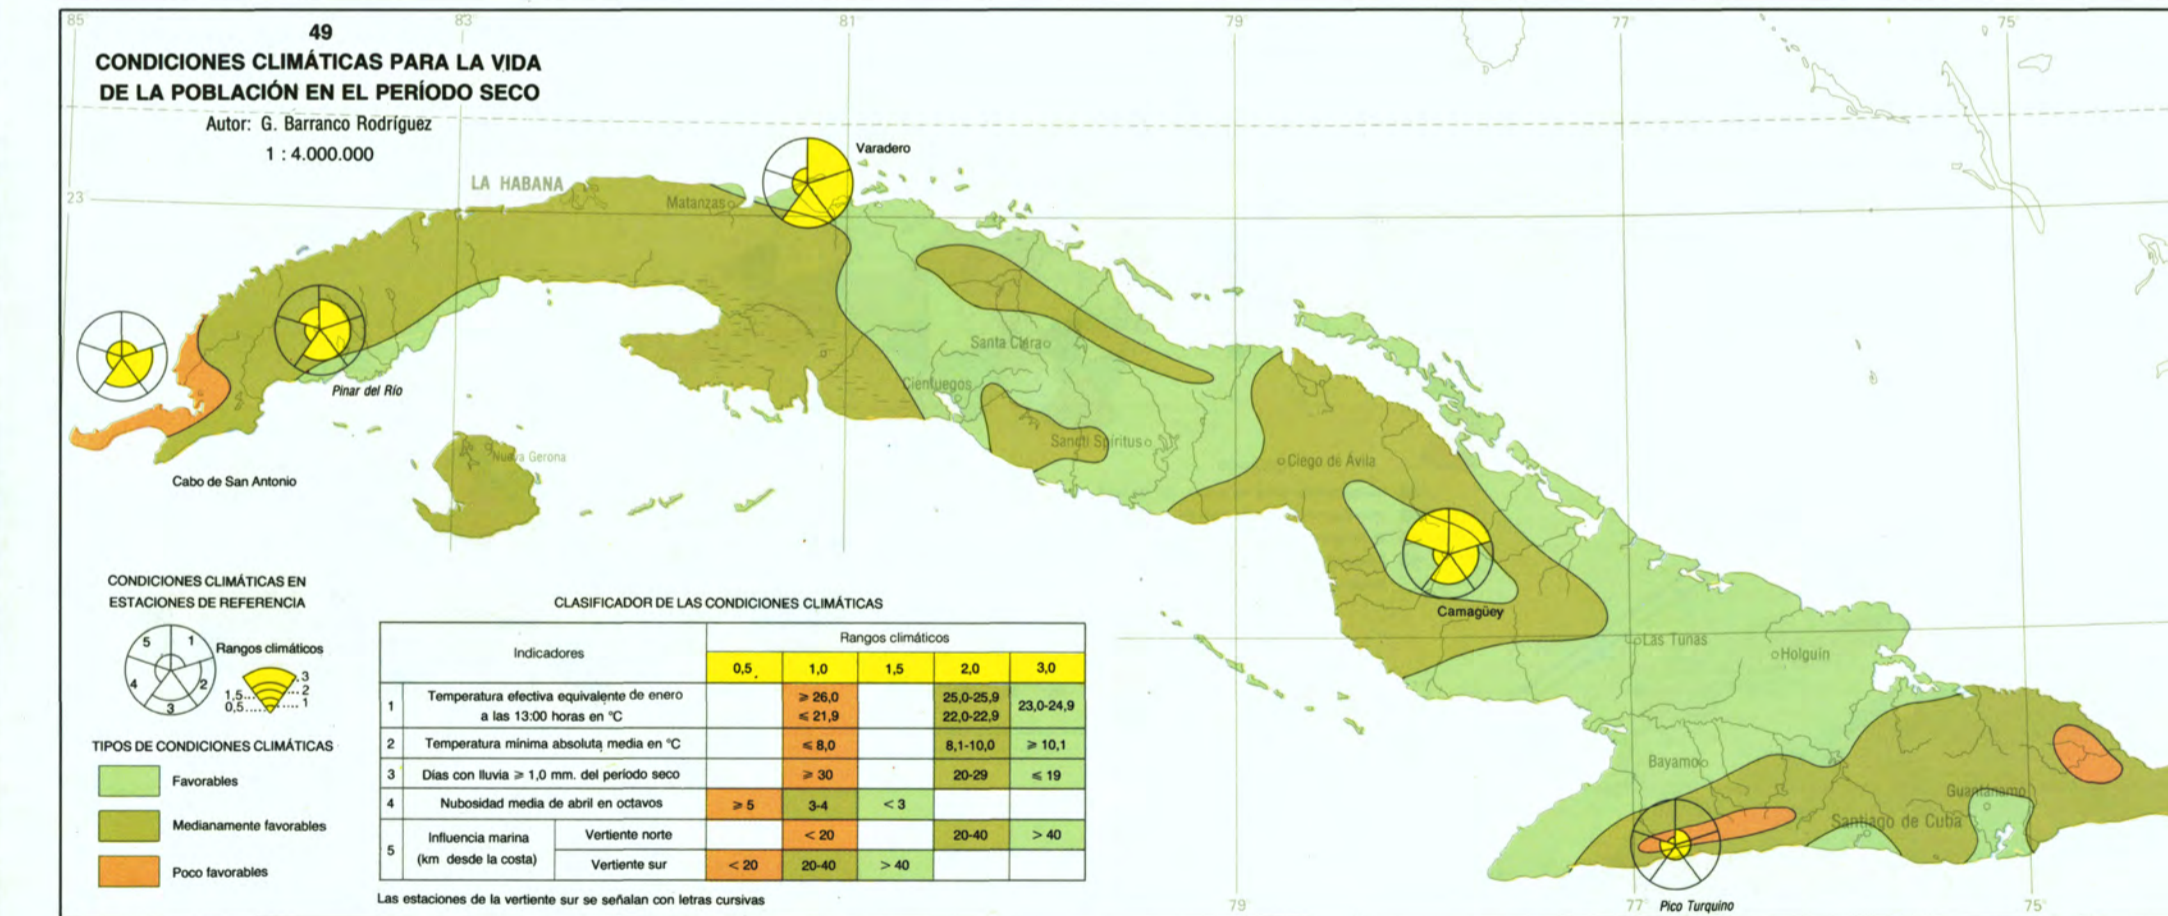 85°
83°
81°
79°
77°
75°
49
CONDICIONES CLIMÁTICAS PARA LA VIDA
DE LA POBLACIÓN EN EL PERÍODO SECO
Autor: G. Barranco Rodríguez
1 : 4.000.000
23°
LA HABANA
Matanzas
Varadero
Pinar del Río
Cabo de San Antonio
Nueva Gerona
Santa Clara
Cienfuegos
Sancti Spíritus
Ciego de Ávila
Camagüey
Las Tunas
Holguín
Bayamo
Guantánamo
Santiago de Cuba
Pico Turquino
79°
77°
75°
CONDICIONES CLIMÁTICAS EN
ESTACIONES DE REFERENCIA
5 1
4 2
3
Rangos climáticos
3
1,5 2
0,5 1
TIPOS DE CONDICIONES CLIMÁTICAS
Favorables
Medianamente favorables
Poco favorables
CLASIFICADOR DE LAS CONDICIONES CLIMÁTICAS
Indicadores Rangos climáticos
0,5 1,0 1,5 2,0 3,0
1 Temperatura efectiva equivalente de enero ⩾ 26,0 25,0-25,9 23,0-24,9
a las 13:00 horas en °C ⩽ 21,9 22,0-22,9
2 Temperatura mínima absoluta media en °C ⩽ 8,0 8,1-10,0 ⩾ 10,1
3 Días con lluvia ⩾ 1,0 mm. del período seco ⩾ 30 20-29 ⩽ 19
4 Nubosidad media de abril en octavos ⩾ 5 3-4 < 3
5 Influencia marina Vertiente norte < 20 20-40 > 40
(km desde la costa) Vertiente sur < 20 20-40 > 40
Las estaciones de la vertiente sur se señalan con letras cursivas